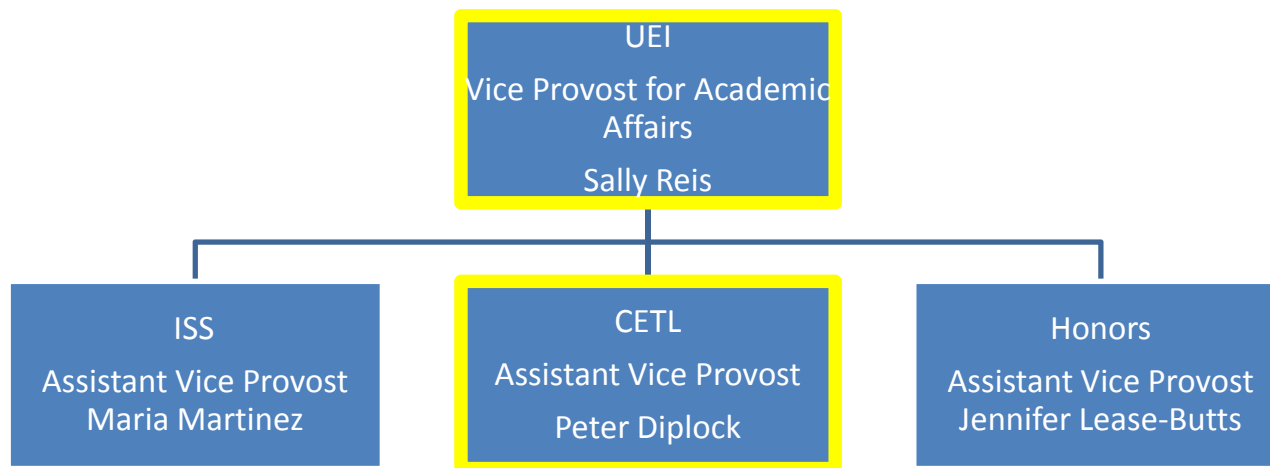 UEI
Vice Provost for Academic
Affairs
Sally Reis
ISS
Assistant Vice Provost
Maria Martinez
CETL
Assistant Vice Provost
Peter Diplock
Honors
Assistant Vice Provost
Jennifer Lease-Butts